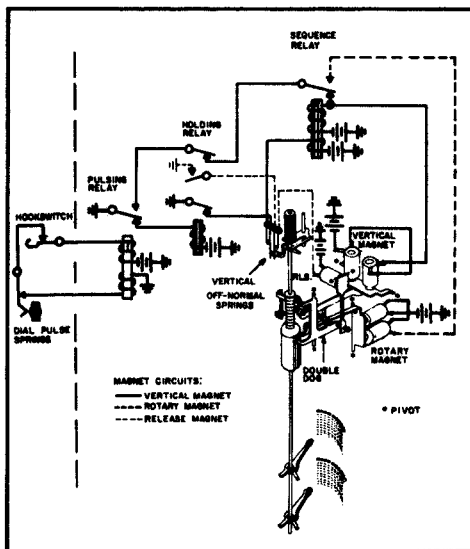 SEQUENCE
RELAY
HOLDING
RELAY
PULSING
RELAY
HOOKSWITCH
VERTICAL
MAGNET
RLS.
VERTICAL
OFF-NORMAL
SPRINGS
DIAL PULSE
SPRINGS
ROTARY
MAGNET
DOUBLE
DOG
MAGNET CIRCUITS:
VERTICAL MAGNET
ROTARY MAGNET
RELEASE MAGNET
• PIVOT